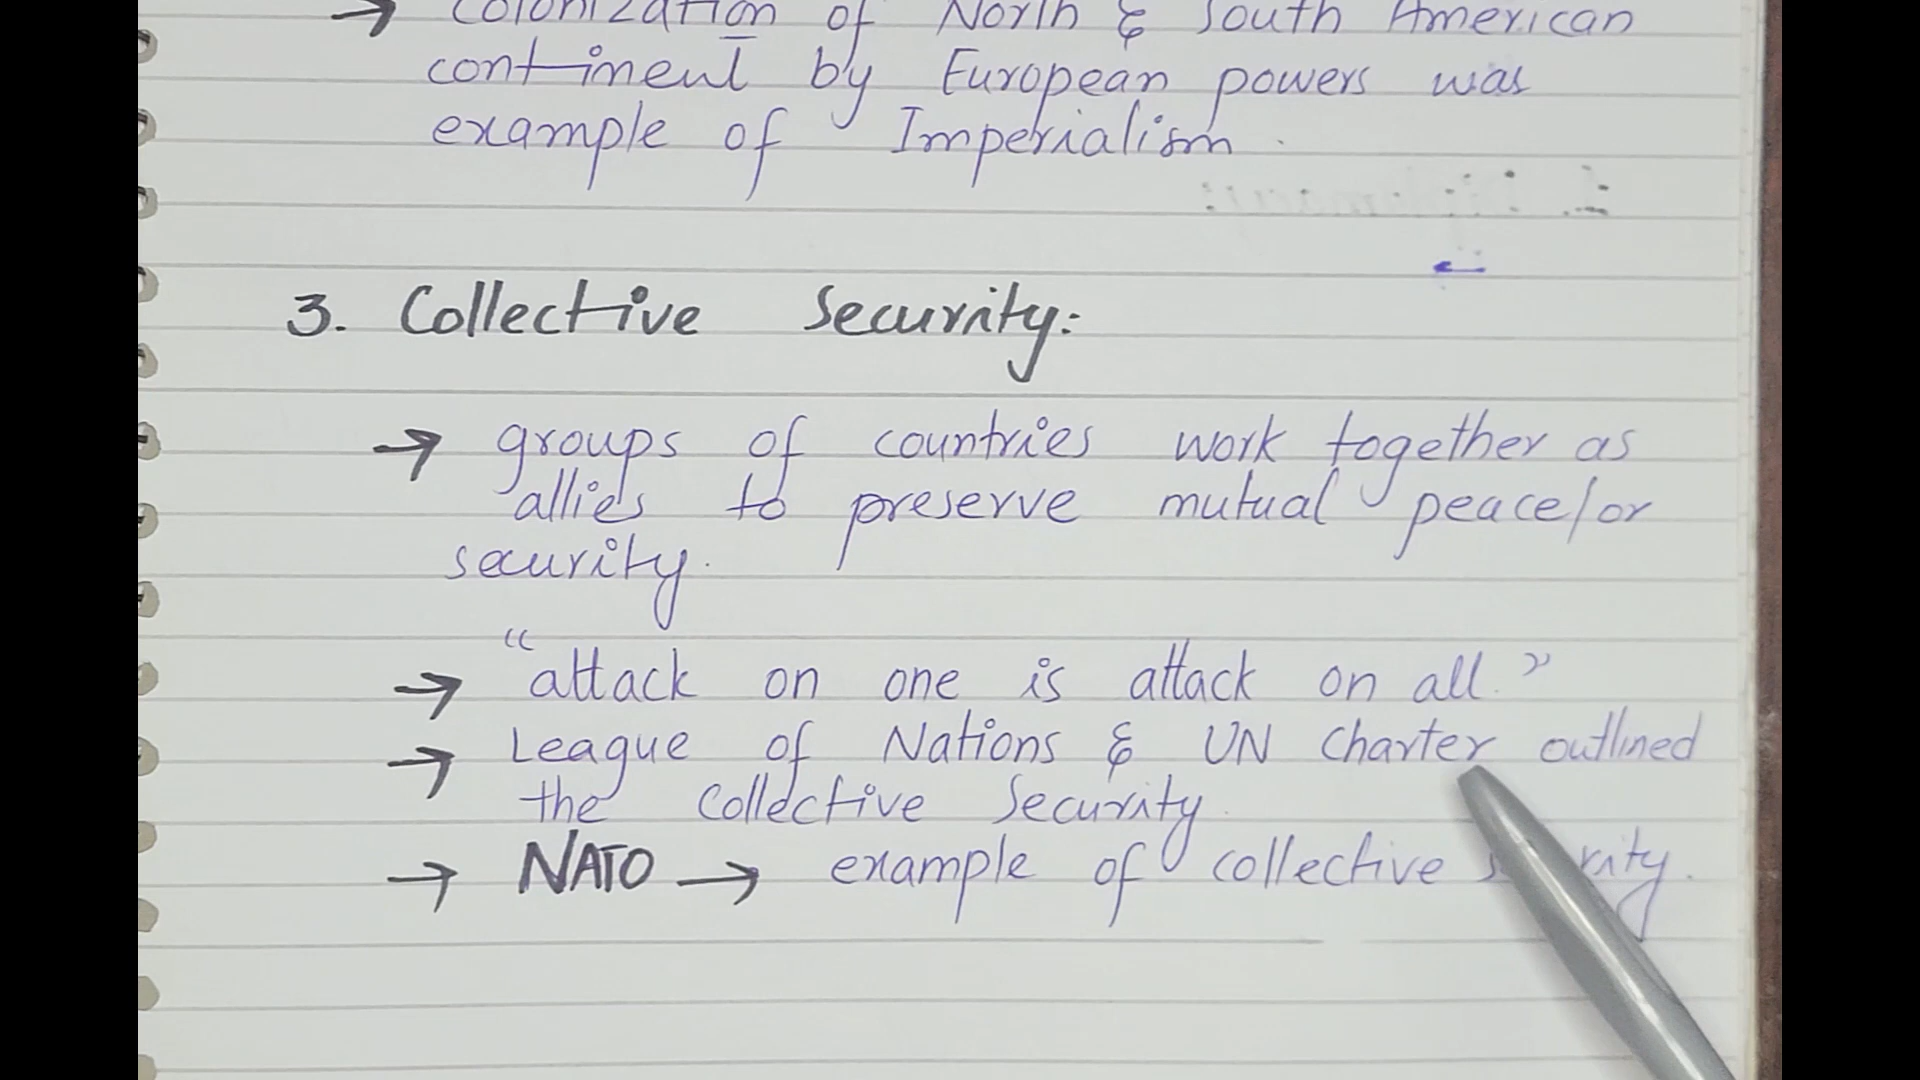 → Colonization of North & South American
continent by European powers was
example of Imperialism.
3. Collective Security:
→ groups of countries work together as
allies to preserve mutual peace/or
security.
→ "attack on one is attack on all."
→ League of Nations & UN Charter outlined
the Collective Security.
→ NATO → example of collective